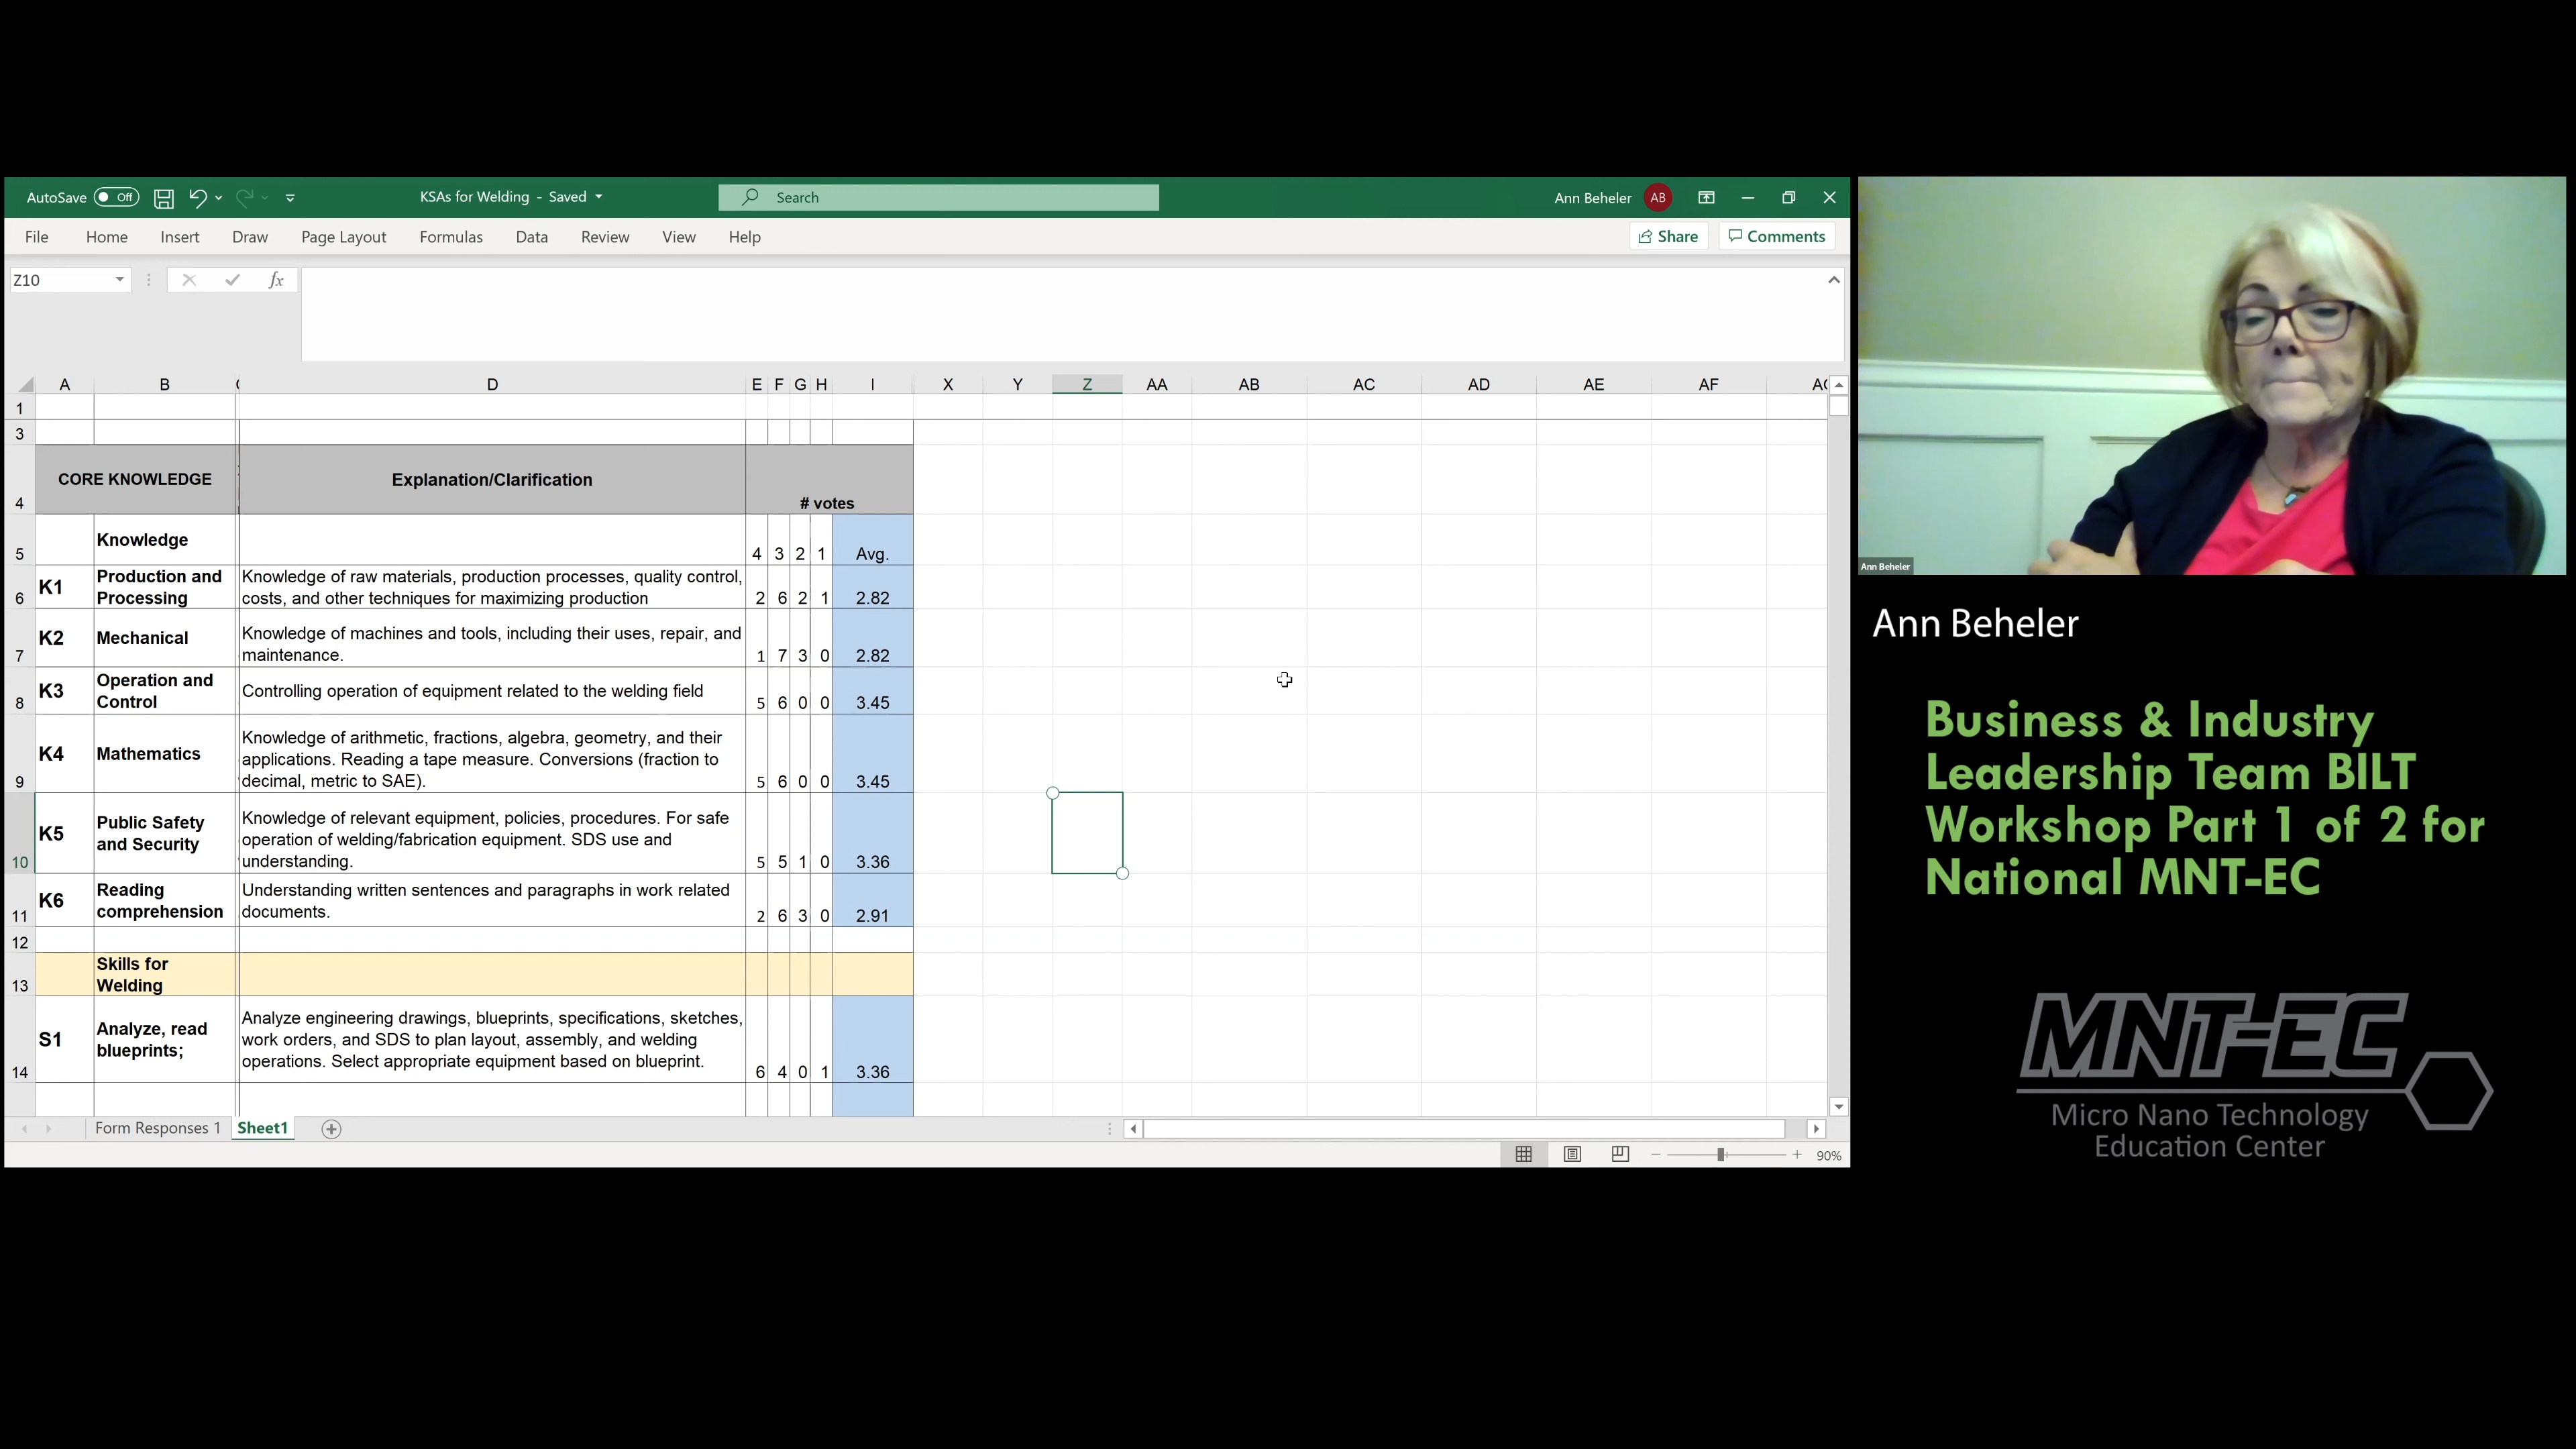 AutoSave Off
KSAs for Welding - Saved
Search
Ann Beheler AB
File Home Insert Draw Page Layout Formulas Data Review View Help
Share Comments
Z10
fx
A B C D E F G H I X Y Z AA AB AC AD AE AF
1
3
4 CORE KNOWLEDGE Explanation/Clarification # votes
5 Knowledge 4 3 2 1 Avg.
6 K1 Production and Processing Knowledge of raw materials, production processes, quality control,
costs, and other techniques for maximizing production 2 6 2 1 2.82
7 K2 Mechanical Knowledge of machines and tools, including their uses, repair, and
maintenance. 1 7 3 0 2.82
8 K3 Operation and Control Controlling operation of equipment related to the welding field 5 6 0 0 3.45
9 K4 Mathematics Knowledge of arithmetic, fractions, algebra, geometry, and their
applications. Reading a tape measure. Conversions (fraction to
decimal, metric to SAE). 5 6 0 0 3.45
10 K5 Public Safety and Security Knowledge of relevant equipment, policies, procedures. For safe
operation of welding/fabrication equipment. SDS use and
understanding. 5 5 1 0 3.36
11 K6 Reading comprehension Understanding written sentences and paragraphs in work related
documents. 2 6 3 0 2.91
12
13 Skills for Welding
14 S1 Analyze, read blueprints; Analyze engineering drawings, blueprints, specifications, sketches,
work orders, and SDS to plan layout, assembly, and welding
operations. Select appropriate equipment based on blueprint. 6 4 0 1 3.36
Form Responses 1 Sheet1
90%
Ann Beheler
Ann Beheler
Business & Industry
Leadership Team BILT
Workshop Part 1 of 2 for
National MNT-EC
MNT-EC
Micro Nano Technology
Education Center